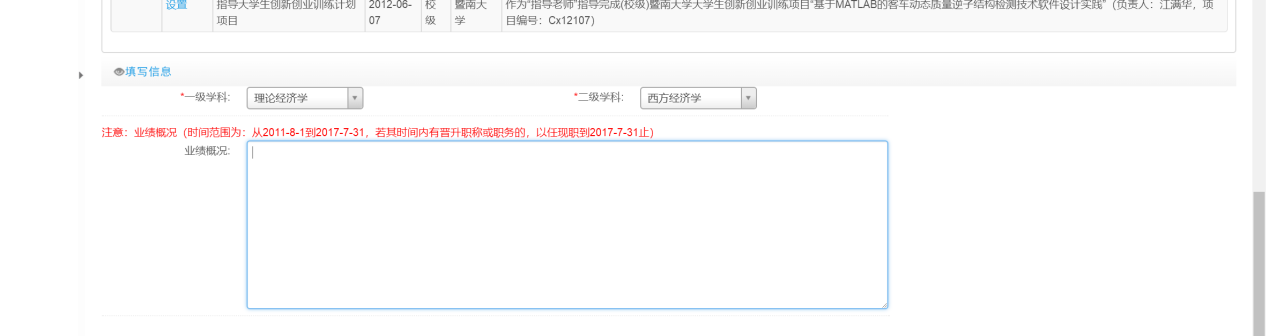 设置 指导大学生创新创业训练计划 2012-06- 校 暨南大 作为“指导老师”指导完成(校级)暨南大学大学生创新创业训练项目“基于MATLAB的客车动态质量逆子结构检测技术软件设计实践”(负责人：江满华，项
项目 07 级 学 目编号：Cx12107)
填写信息
*一级学科: 理论经济学 *二级学科: 西方经济学
注意：业绩概况（时间范围为：从2011-8-1到2017-7-31，若其时间内有晋升职称或职务的，以任现职到2017-7-31止）
业绩概况: